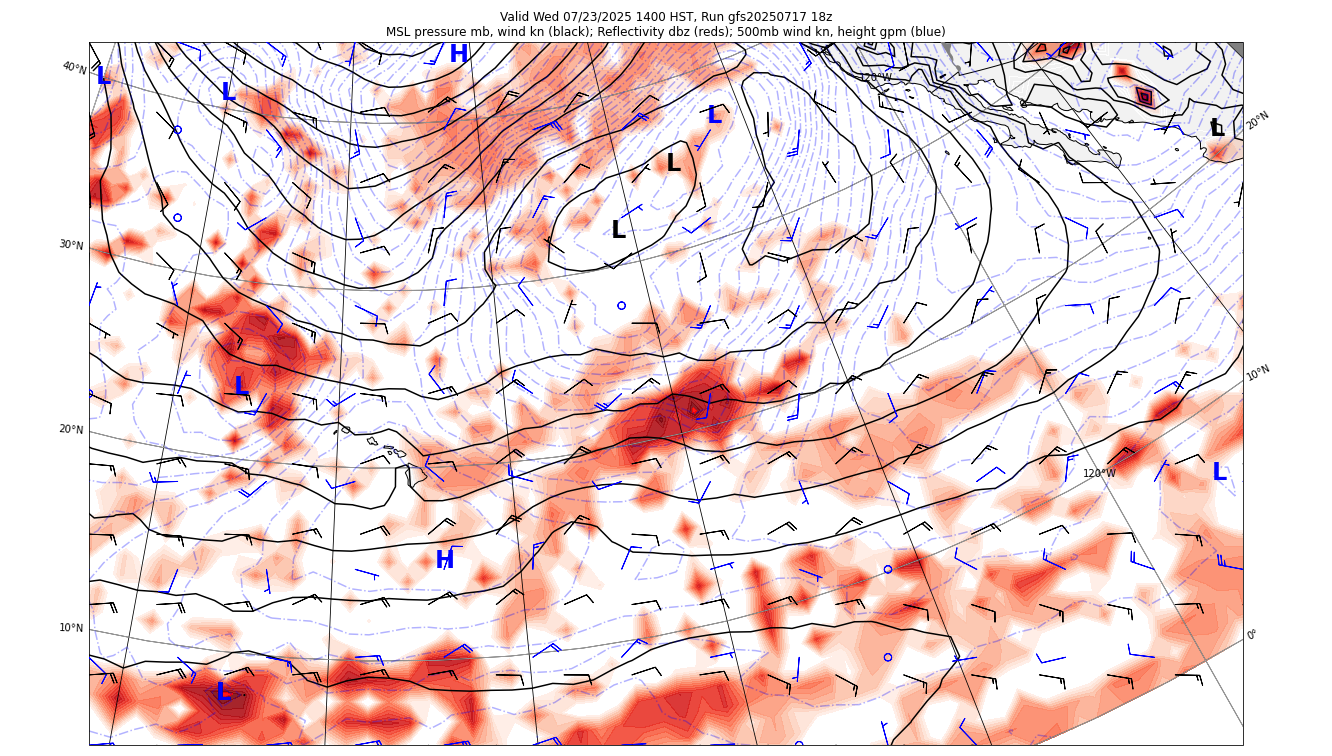 Valid Wed 07/23/2025 1400 HST, Run gfs20250717 18z
MSL pressure mb, wind kn (black); Reflectivity dbz (reds); 500mb wind kn, height gpm (blue)
H
40°N
L
120°W
L
L
20°N
L
L
L
30°N
10°N
L
20°N
120°W
L
H
10°N
0°
L